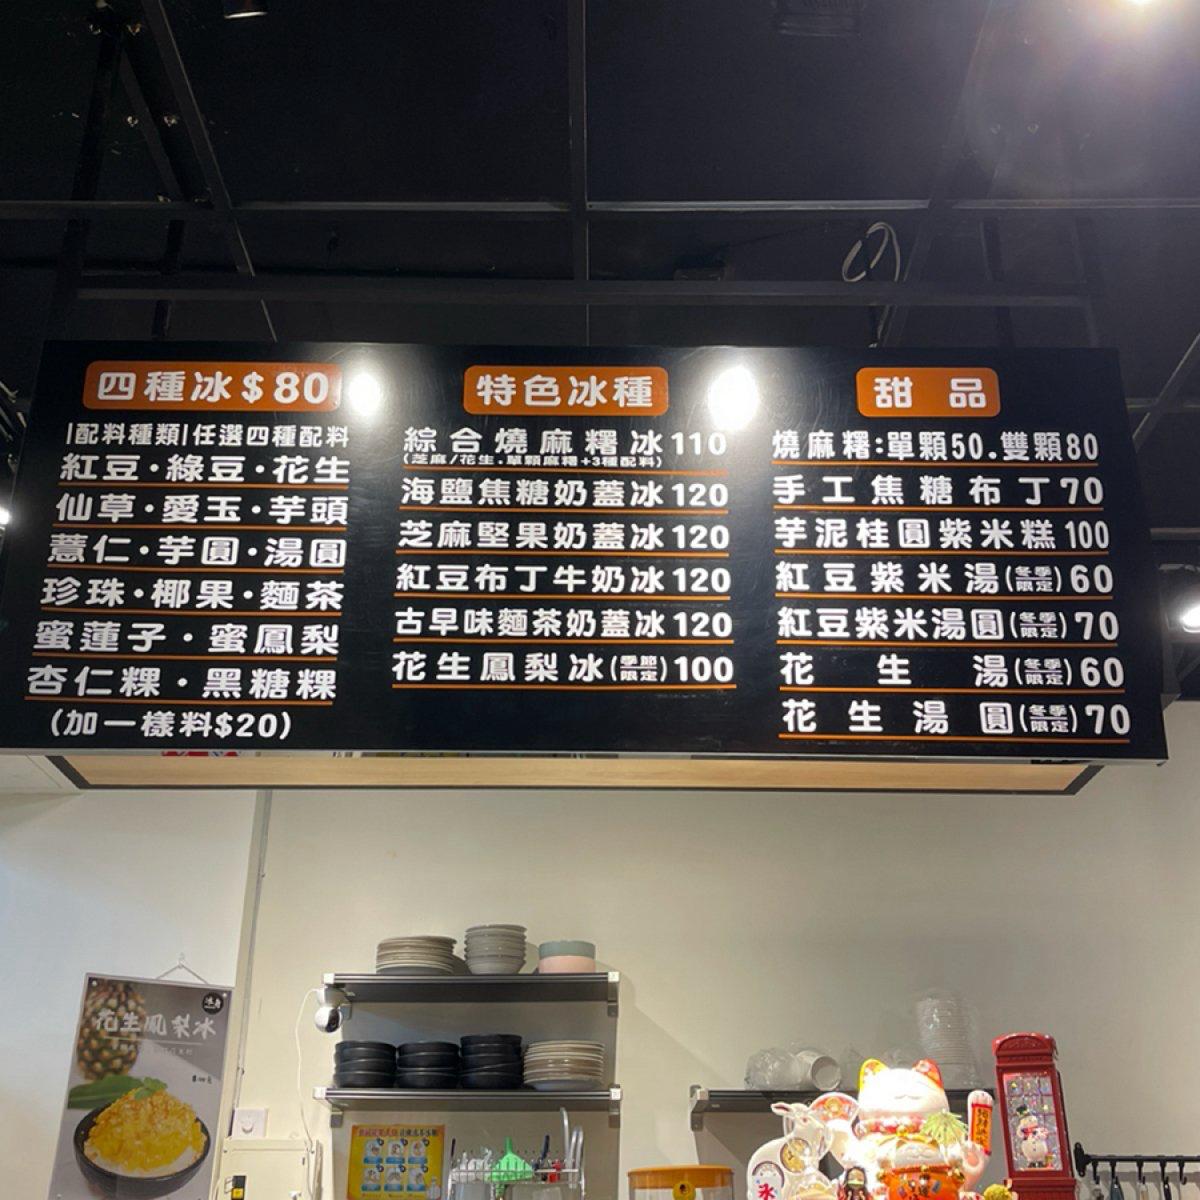 四種冰$80
|配料種類|任選四種配料
紅豆·綠豆·花生
仙草·愛玉·芋頭
薏仁·芋圓·湯圓
珍珠·椰果·麵茶
蜜蓮子·蜜鳳梨
杏仁粿·黑糖粿
(加一樣料$20)
特色冰種
綜合燒麻糬冰110
(芝麻/花生.單顆麻糬+3種配料)
海鹽焦糖奶蓋冰120
芝麻堅果奶蓋冰120
紅豆布丁牛奶冰120
古早味麵茶奶蓋冰120
花生鳳梨冰(季節限定)100
甜品
燒麻糬:單顆50.雙顆80
手工焦糖布丁70
芋泥桂圓紫米糕100
紅豆紫米湯(冬季限定)60
紅豆紫米湯圓(冬季限定)70
花生湯(冬季限定)60
花生湯圓(冬季限定)70
花生鳳梨冰